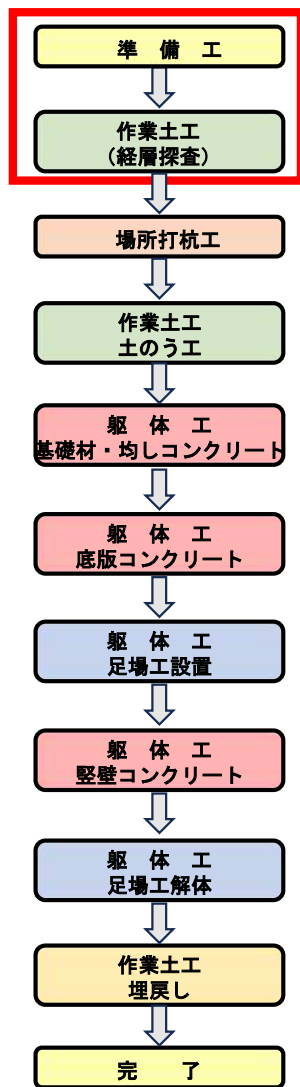 準　備　工
作業土工
（経層探査）
場所打杭工
作業土工
土のう工
躯　体　工
基礎材・均しコンクリート
躯　体　工
底版コンクリート
躯　体　工
足場工設置
躯　体　工
竪壁コンクリート
躯　体　工
足場工解体
作業土工
埋戻し
完　　了